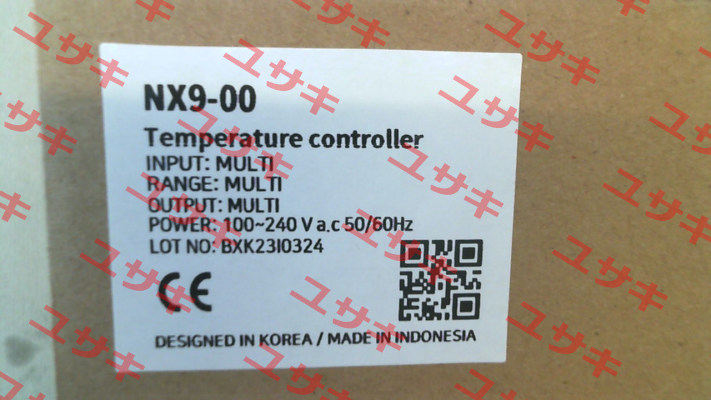 NX9-00
Temperature controller
INPUT: MULTI
RANGE: MULTI
OUTPUT: MULTI
POWER: 100~240 V a.c 50/60Hz
LOT NO: BXK23I0324
CE
DESIGNED IN KOREA / MADE IN INDONESIA
ユサキ